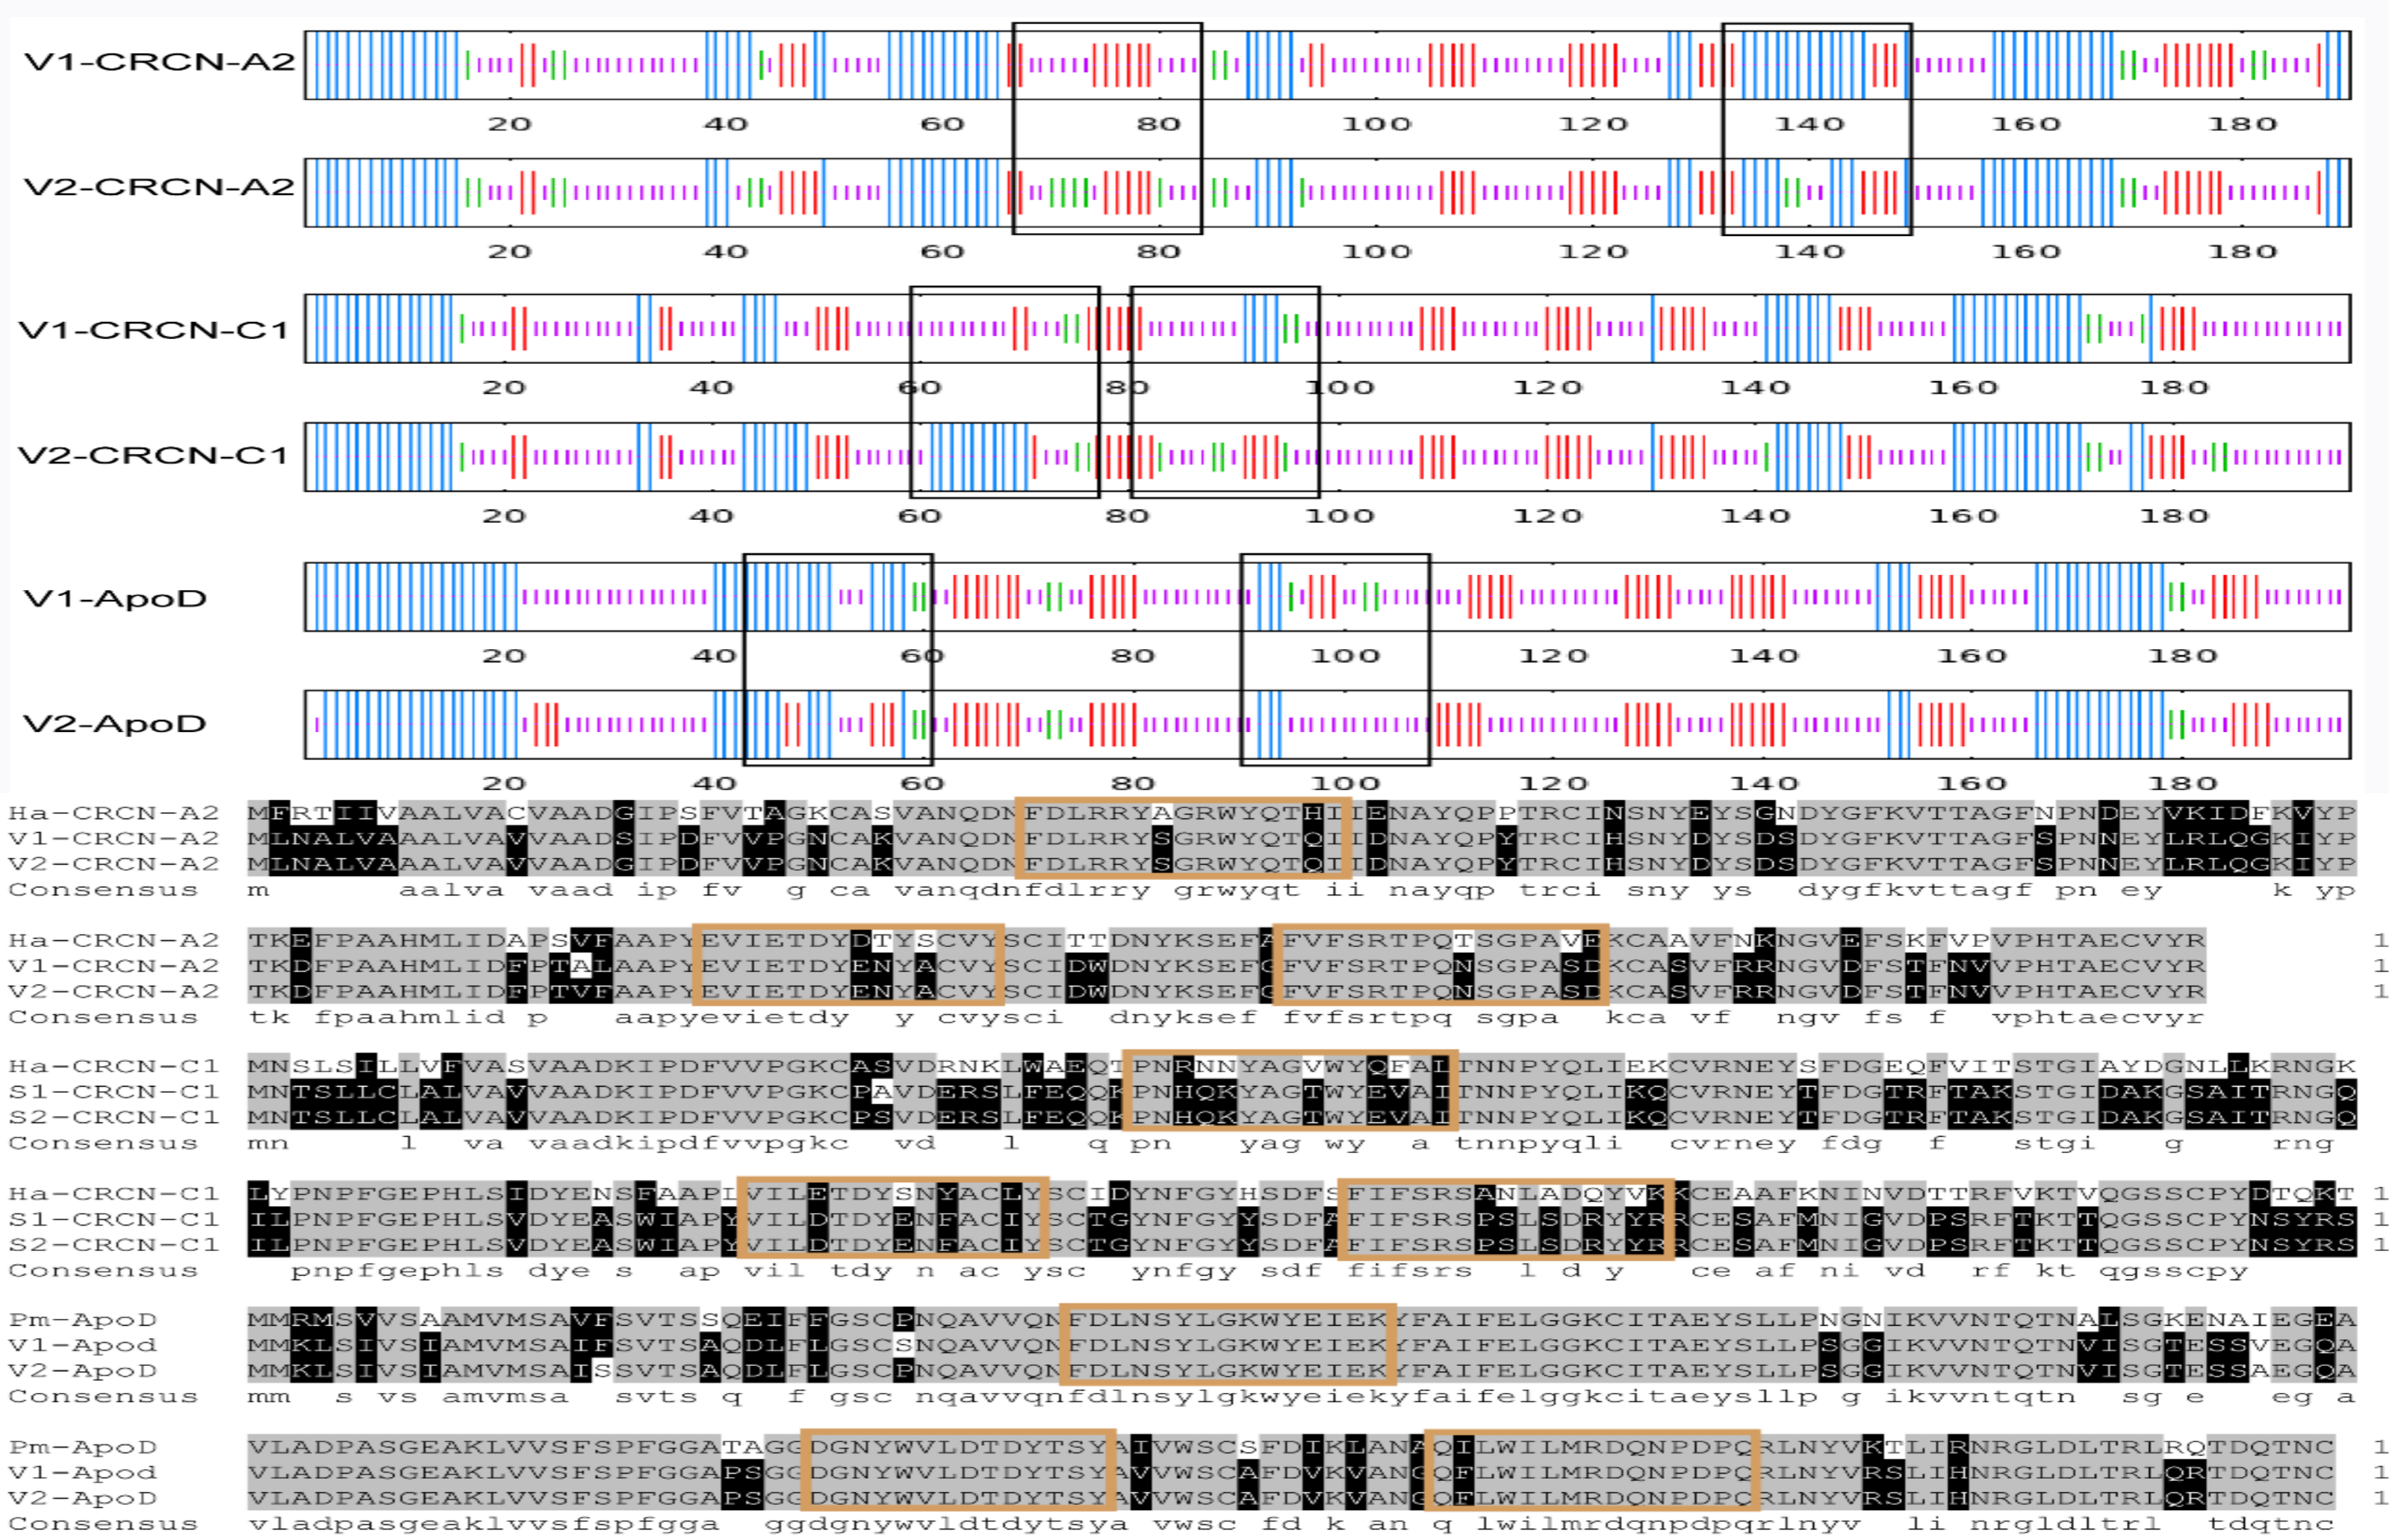 V1-CRCN-A2
20 40 60 80 100 120 140 160 180
V2-CRCN-A2
20 40 60 80 100 120 140 160 180
V1-CRCN-C1
20 40 60 80 100 120 140 160 180
V2-CRCN-C1
20 40 60 80 100 120 140 160 180
V1-ApoD
20 40 60 80 100 120 140 160 180
V2-ApoD
20 40 60 80 100 120 140 160 180
Ha-CRCN-A2 MFRTIIVAALVACVAADGIPSFVTAGKCASVANQDNFDLRRYAGRWYQTHIIENAYQPPTRCINSNYEYSGNDYGFKVTTAGFNPNDEYVKIDFKVYP
V1-CRCN-A2 MLNALVAAALVAVVAADSIPDFVVPGNCAKVANQDNFDLRRYSGRWYQTQIIDNAYQPYTRCIHSNYDYSDSDYGFKVTTAGFSPNNEYLRLQGKIYP
V2-CRCN-A2 MLNALVAAALVAVVAADGIPDFVVPGNCAKVANQDNFDLRRYSGRWYQTQIIDNAYQPYTRCIHSNYDYSDSDYGFKVTTAGFSPNNEYLRLQGKIYP
Consensus m aalva vaad ip fv g ca vanqdnfdlrry grwyqt ii nayqp trci sny ys dygfkvttagf pn ey k yp
Ha-CRCN-A2 TKEFPAAHMLIDAPSVFAAPYEVIETDYDTYSCVYSCITTDNYKSEFAFVFSRTPQTSGPAVEKCAAVFNKNGVEFSKFVPVPHTAECVYR 1
V1-CRCN-A2 TKDFPAAHMLIDFPTALAAPYEVIETDYENYACVYSCIDWDNYKSEFGFVFSRTPQNSGPASDKCASVFRRNGVDFSTFNVVPHTAECVYR 1
V2-CRCN-A2 TKDFPAAHMLIDFPTVFAAPYEVIETDYENYACVYSCIDWDNYKSEFGFVFSRTPQNSGPASDKCASVFRRNGVDFSTFNVVPHTAECVYR 1
Consensus tk fpaahmlid p aapyevietdy y cvysci dnyksef fvfsrtpq sgpa kca vf ngv fs f vphtaecvyr
Ha-CRCN-C1 MNSLSILLVFVASVAADKIPDFVVPGKCASVDRNKLWAEQTPNRNNYAGVWYQFALTNNPYQLIEKCVRNEYSFDGEQFVITSTGIAYDGNLLKRNGK
S1-CRCN-C1 MNTSLLCLALVAVVAADKIPDFVVPGKCPAVDERSLFEQQKPNHQKYAGTWYEVAITNNPYQLIKQCVRNEYTFDGTRFTAKSTGIDAKGSAITRNGQ
S2-CRCN-C1 MNTSLLCLALVAVVAADKIPDFVVPGKCPSVDERSLFEQQKPNHQKYAGTWYEVAITNNPYQLIKQCVRNEYTFDGTRFTAKSTGIDAKGSAITRNGQ
Consensus mn l va vaadkipdfvvpgkc vd l q pn yag wy a tnnpyqli cvrney fdg f stgi g rng
Ha-CRCN-C1 LYPNPFGEPHLSIDYENSFAAPLVILETDYSNYACLYSCIDYNFGYHSDFSFIFSRSANLADQYVKKCEAAFKNINVDTTRFVKTVQGSSCPYDTQKT 1
S1-CRCN-C1 ILPNPFGEPHLSVDYEASWIAPYVILDTDYENFACIYSCTGYNFGYYSDFAFIFSRSPSLSDRYYRRCESAFMNIGVDPSRFTKTTQGSSCPYNSYRS 1
S2-CRCN-C1 ILPNPFGEPHLSVDYEASWIAPYVILDTDYENFACIYSCTGYNFGYYSDFAFIFSRSPSLSDRYYRRCESAFMNIGVDPSRFTKTTQGSSCPYNSYRS 1
Consensus pnpfgephls dye s ap vil tdy n ac ysc ynfgy sdf fifsrs l d y ce af ni vd rf kt qgsscpy
Pm-ApoD MMRMSVVSAAMVMSAVFSVTSSQEIFFGSCPNQAVVQNFDLNSYLGKWYEIEKYFAIFELGGKCITAEYSLLPNGNIKVVNTQTNALSGKENAIEGEA
V1-Apod MMKLSIVSIAMVMSAIFSVTSAQDLFLGSCSNQAVVQNFDLNSYLGKWYEIEKYFAIFELGGKCITAEYSLLPSGGIKVVNTQTNVISGTESSVEGQA
V2-ApoD MMKLSIVSIAMVMSAISSVTSAQDLFLGSCPNQAVVQNFDLNSYLGKWYEIEKYFAIFELGGKCITAEYSLLPSGGIKVVNTQTNVISGTESSAEGQA
Consensus mm s vs amvmsa svts q f gsc nqavvqnfdlnsylgkwyeiekyfaifelggkcitaeysllp g ikvvntqtn sg e eg a
Pm-ApoD VLADPASGEAKLVVSFSPFGGATAGGDGNYWVLDTDYTSYAIVWSCSFDIKLANAQILWILMRDQNPDPQRLNYVKTLIRNRGLDLTRLRQTDQTNC 1
V1-Apod VLADPASGEAKLVVSFSPFGGAPSGGDGNYWVLDTDYTSYAVVWSCAFDVKVANGQFLWILMRDQNPDPQRLNYVRSLIHNRGLDLTRLQRTDQTNC 1
V2-ApoD VLADPASGEAKLVVSFSPFGGAPSGGDGNYWVLDTDYTSYAVVWSCAFDVKVANGQFLWILMRDQNPDPQRLNYVRSLIHNRGLDLTRLQRTDQTNC 1
Consensus vladpasgeaklvvsfspfgga ggdgnywvldtdytsya vwsc fd k an q lwilmrdqnpdpqrlnyv li nrgldltrl tdqtnc